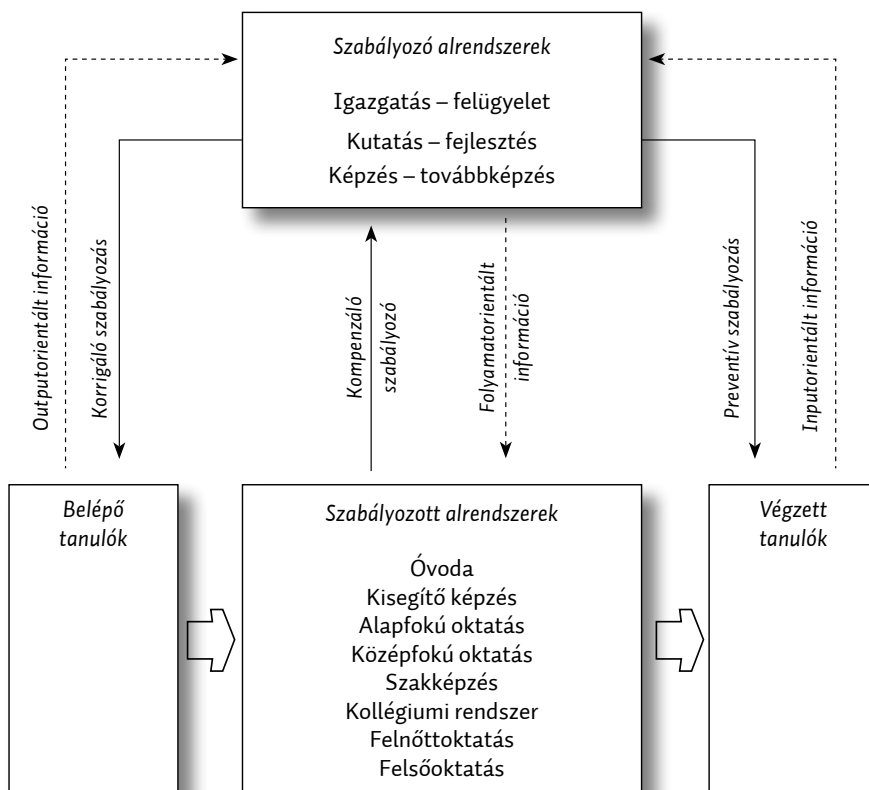 Szabályozó alrendszerek
Igazgatás – felügyelet
Kutatás – fejlesztés
Képzés – továbbképzés
Outputorientált információ
Korrigáló szabályozás
Kompenzáló
szabályozó
Folyamatorientált
információ
Preventív szabályozás
Inputorientált információ
Belépő
tanulók
Szabályozott alrendszerek
Óvoda
Kisegítő képzés
Alapfokú oktatás
Középfokú oktatás
Szakképzés
Kollégiumi rendszer
Felnőttoktatás
Felsőoktatás
Végzett
tanulók